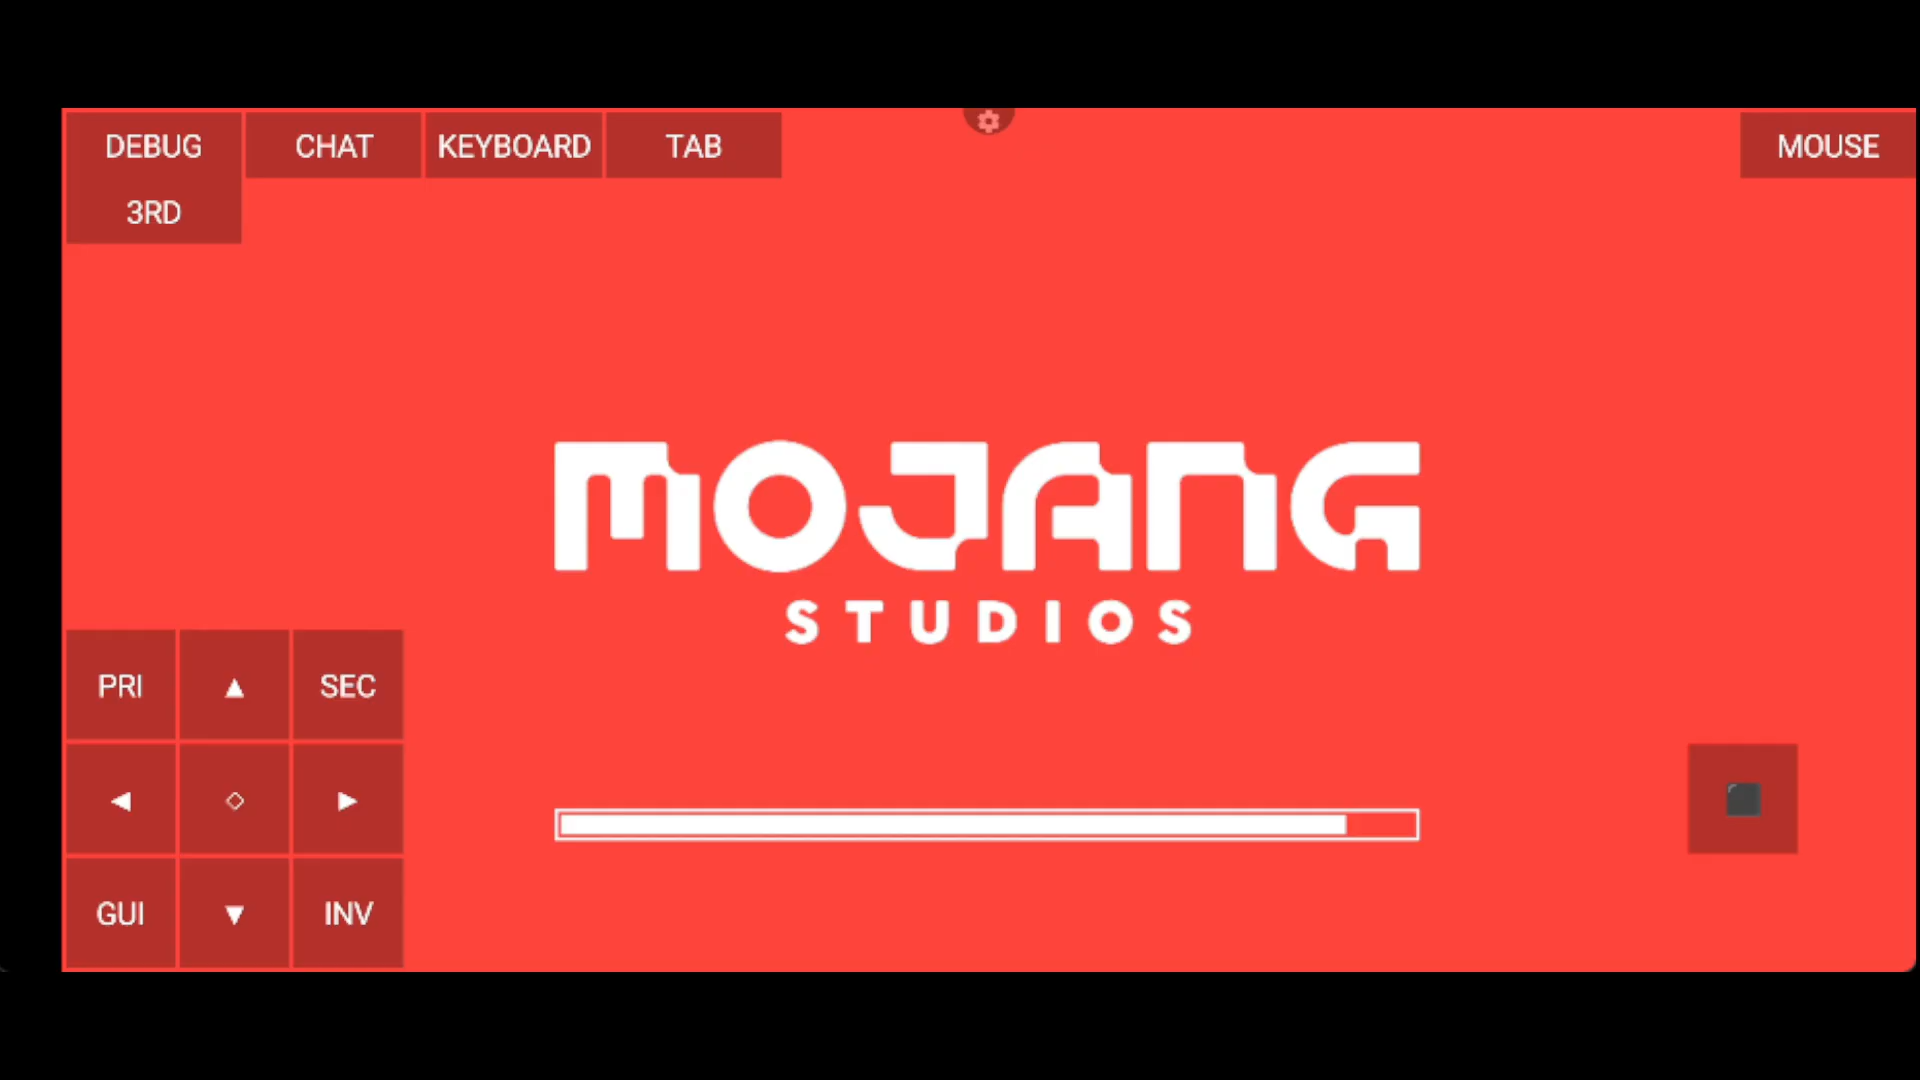 DEBUG CHAT KEYBOARD TAB MOUSE
3RD
MOJANG
STUDIOS
PRI ▲ SEC
◀ ◇ ▶
GUI ▼ INV